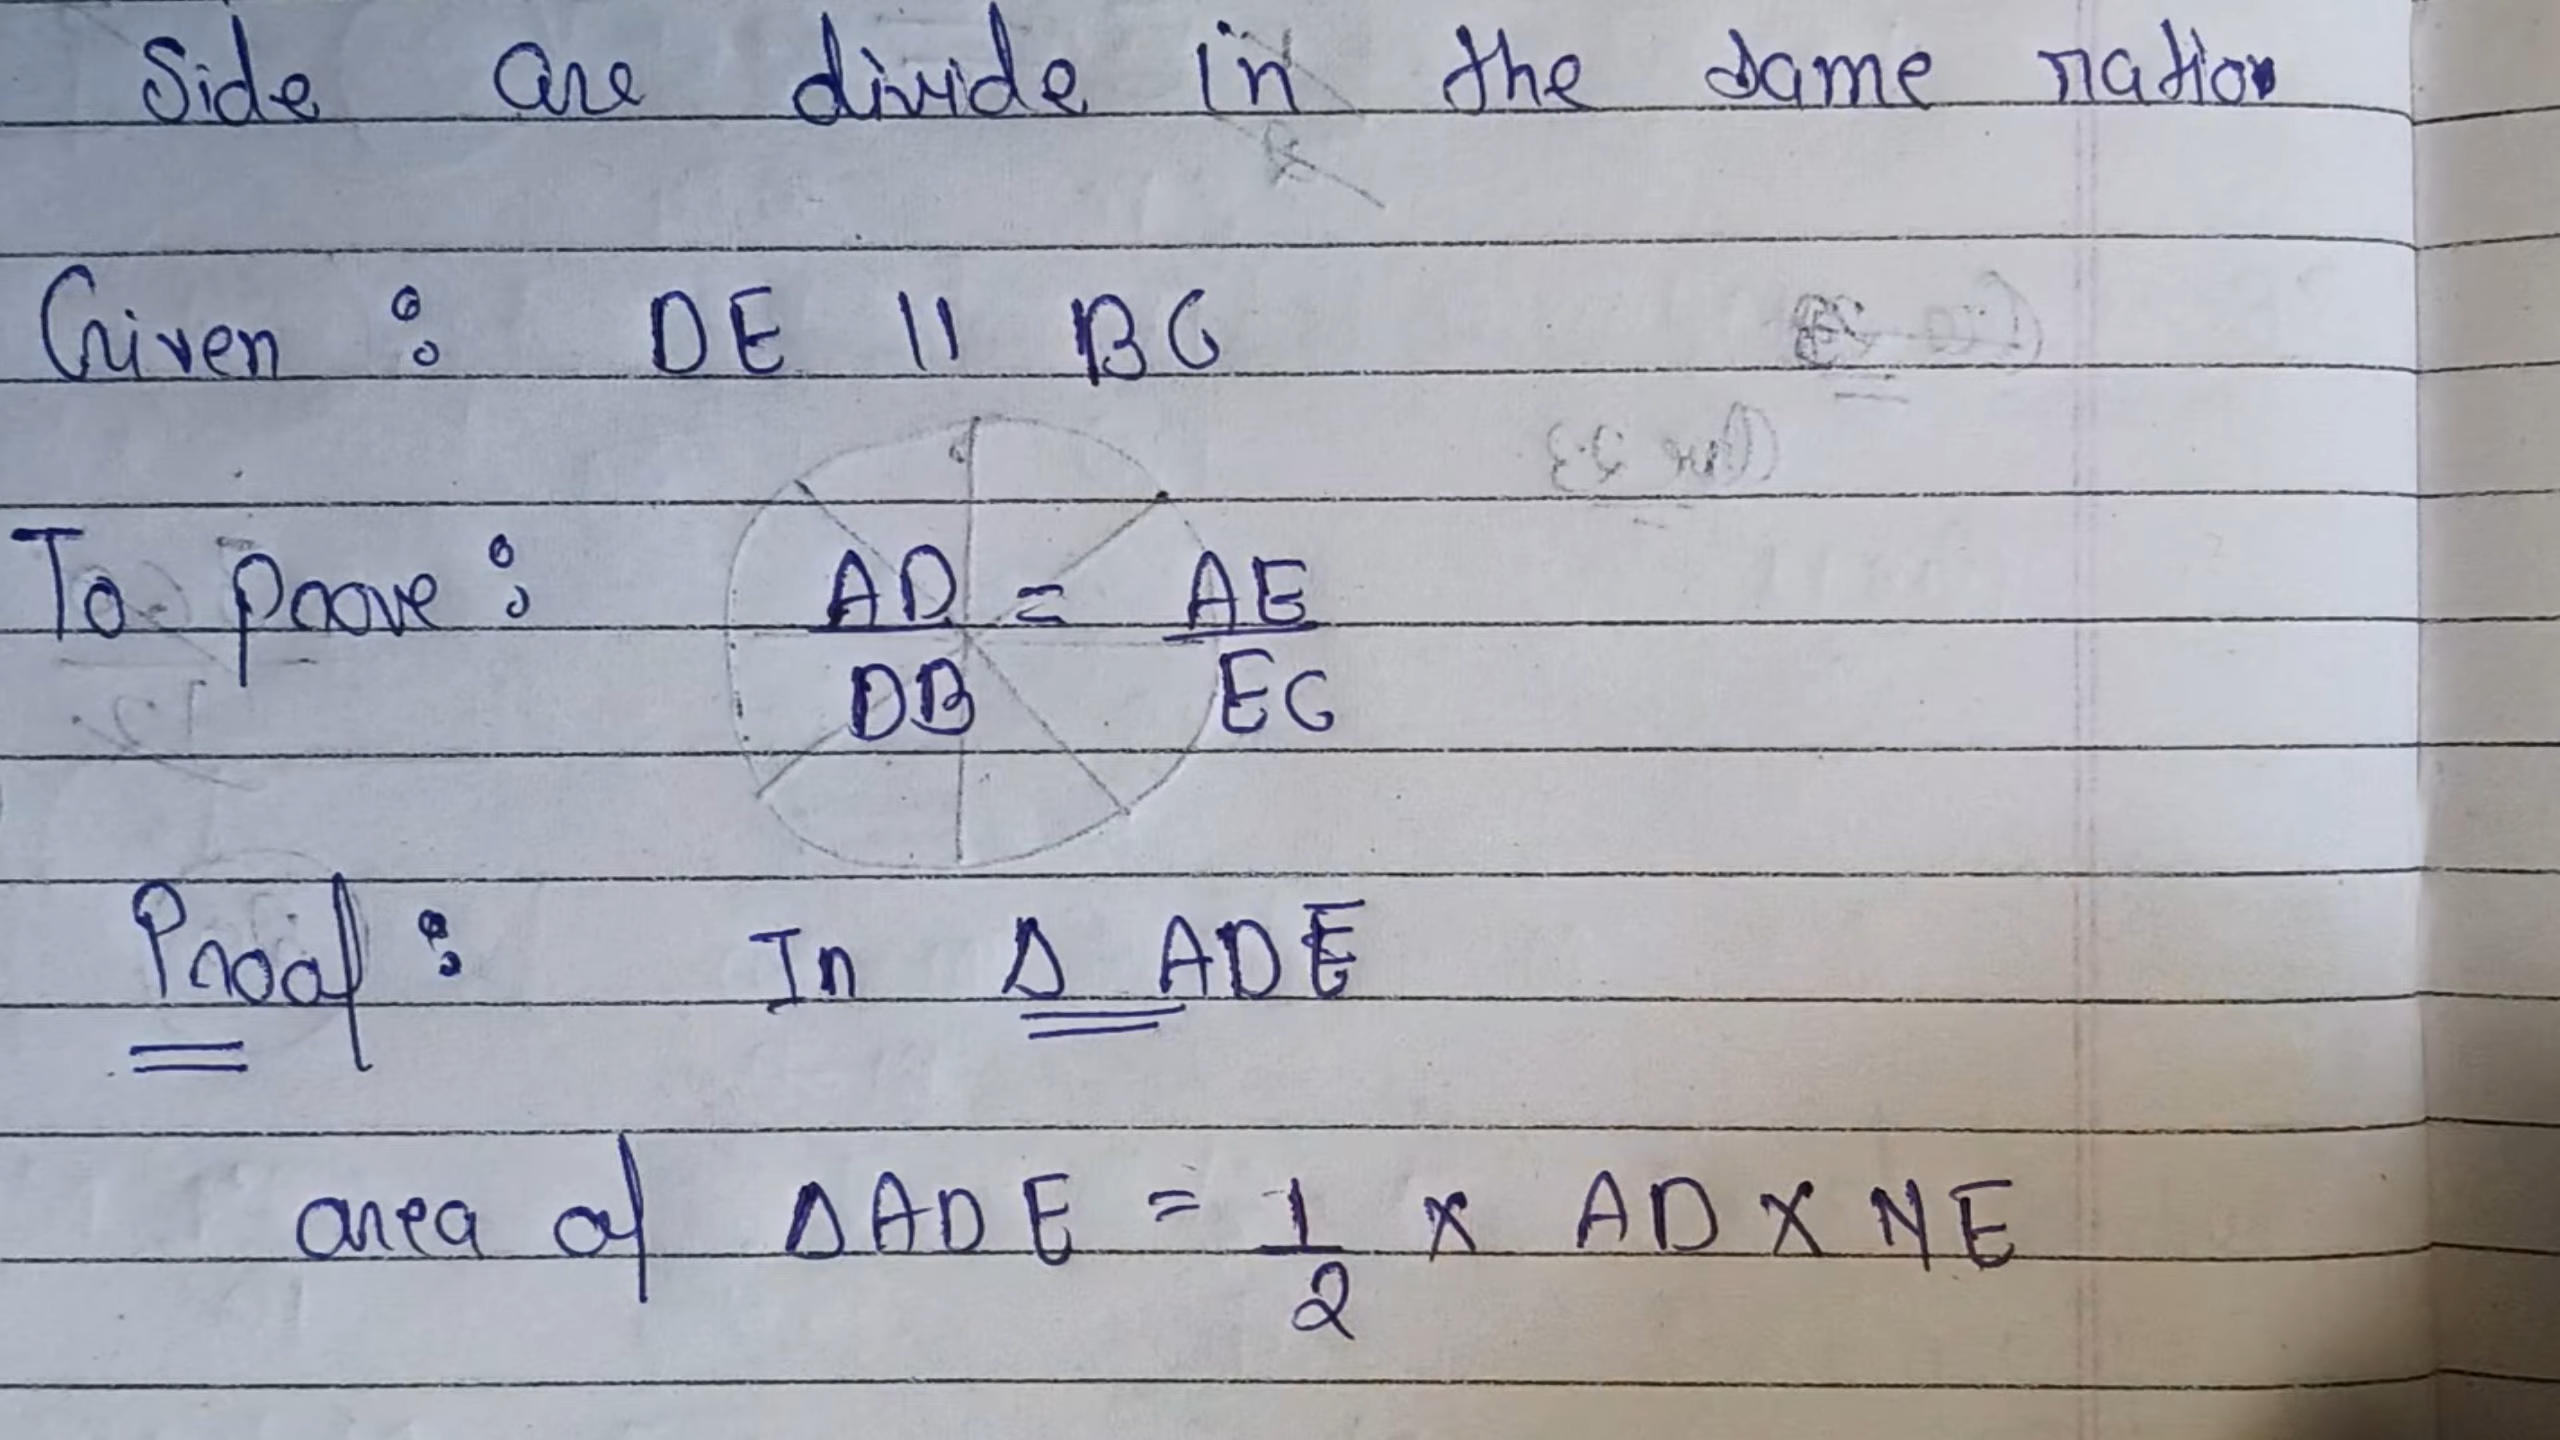 Side are divide in the same ratio
Given : DE || BC
To prove : AD/DB = AE/EC
Proof : In Δ ADE
area of ΔADE = 1/2 x AD x NE